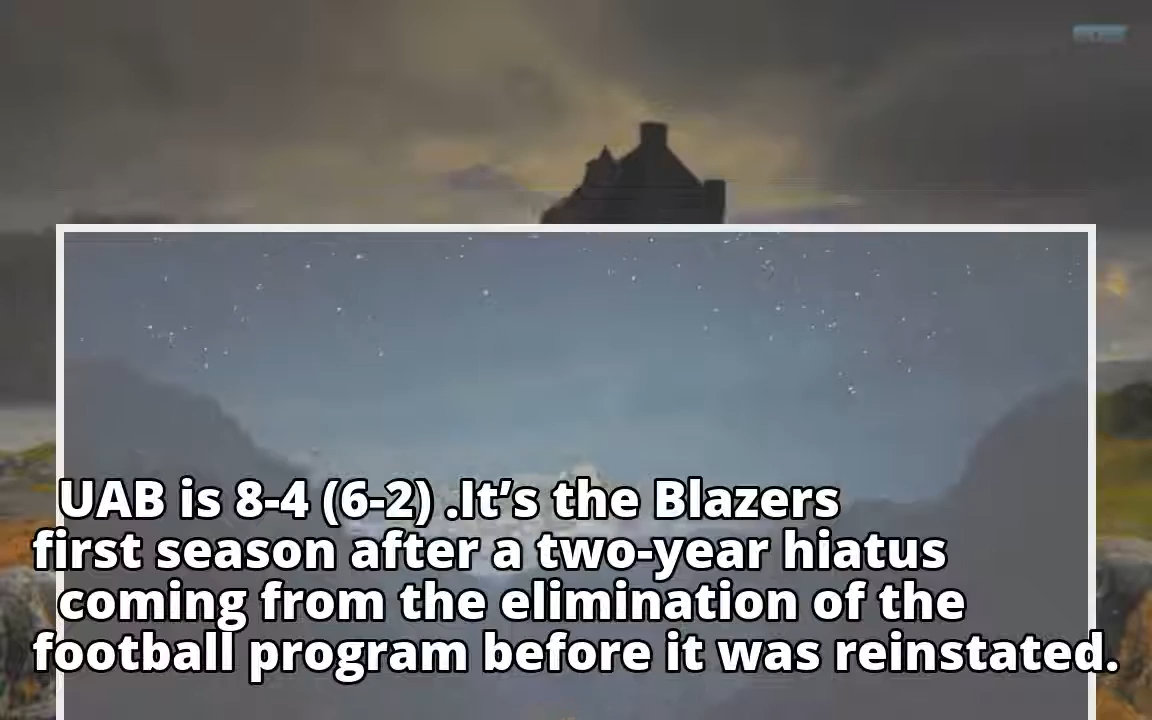 UAB is 8-4 (6-2) .It’s the Blazers
first season after a two-year hiatus
coming from the elimination of the
football program before it was reinstated.